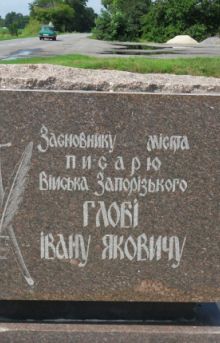 Засновнику міста
писарю
Війська Запорізького
ГЛОБІ
ІВАНУ ЯКОВИЧУ